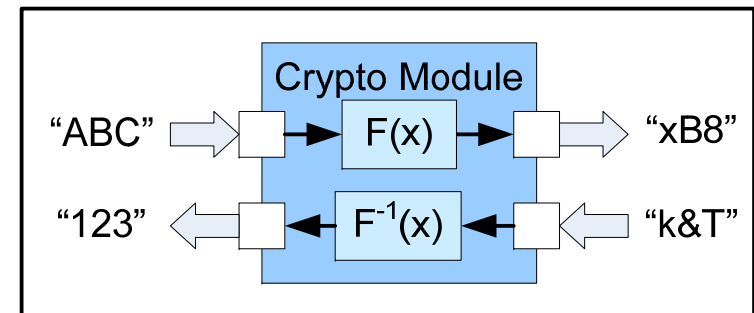 Crypto Module
“ABC” F(x) “xB8”
“123” F⁻¹(x) “k&T”